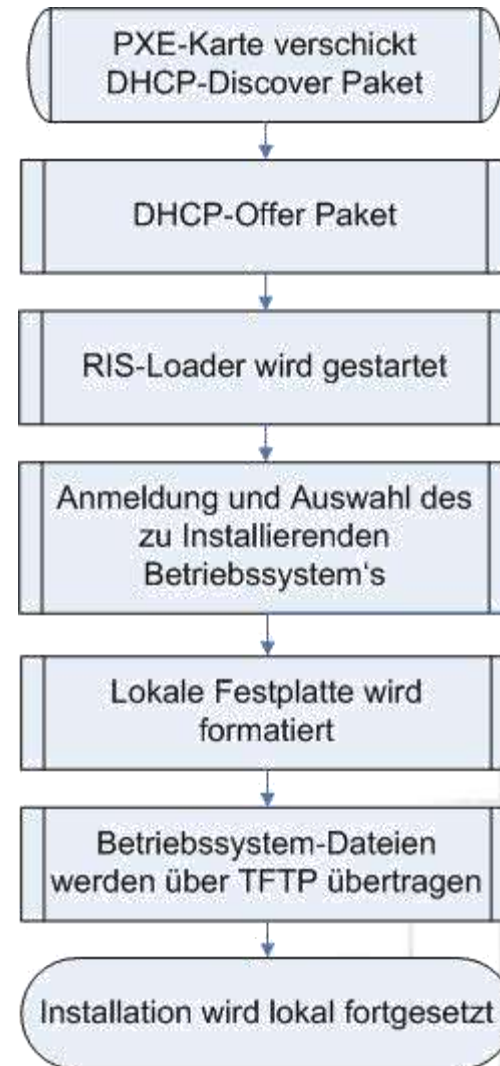 PXE-Karte verschickt
DHCP-Discover Paket
DHCP-Offer Paket
RIS-Loader wird gestartet
Anmeldung und Auswahl des
zu Installierenden
Betriebssystem‘s
Lokale Festplatte wird
formatiert
Betriebssystem-Dateien
werden über TFTP übertragen
Installation wird lokal fortgesetzt